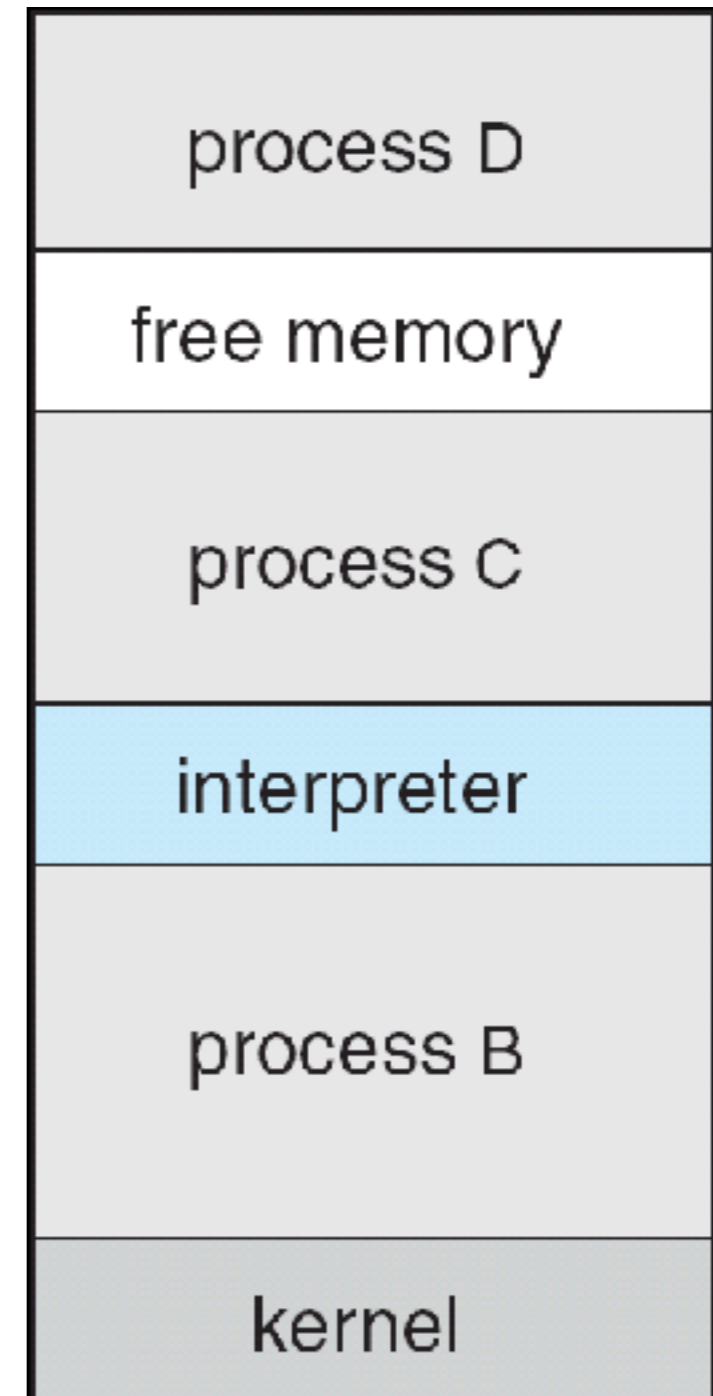 process D
free memory
process C
interpreter
process B
kernel